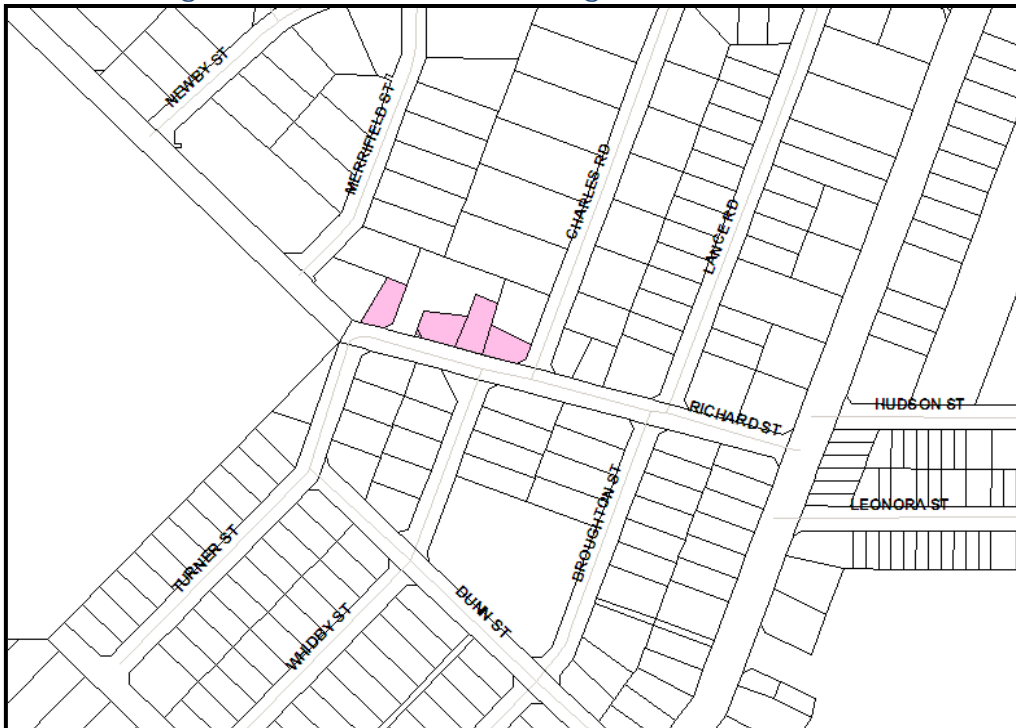 NEWBY ST
MERRIFIELD ST
CHARLES RD
LANCE RD
RICHARD ST
HUDSON ST
LEONORA ST
BROUGHTON ST
TURNER ST
DUNN ST
WHIDBY ST